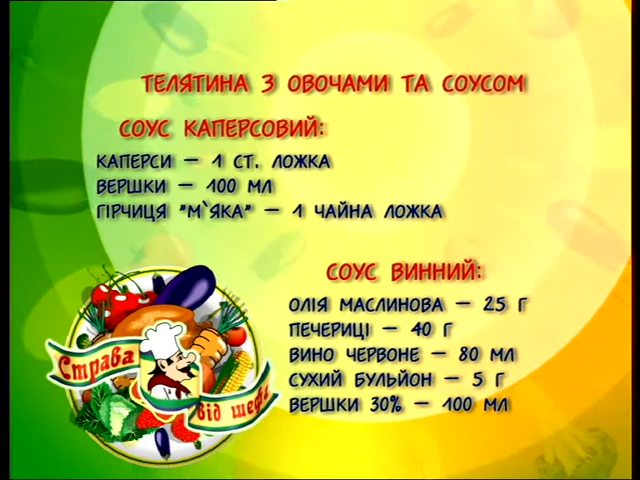 ТЕЛЯТИНА З ОВОЧАМИ ТА СОУСОМ
СОУС КАПЕРСОВИЙ:
КАПЕРСИ – 1 СТ. ЛОЖКА
ВЕРШКИ – 100 МЛ
ГІРЧИЦЯ "М`ЯКА" – 1 ЧАЙНА ЛОЖКА
СОУС ВИННИЙ:
ОЛІЯ МАСЛИНОВА – 25 Г
ПЕЧЕРИЦІ – 40 Г
ВИНО ЧЕРВОНЕ – 80 МЛ
СУХИЙ БУЛЬЙОН – 5 Г
ВЕРШКИ 30% – 100 МЛ
Страва
від шефа